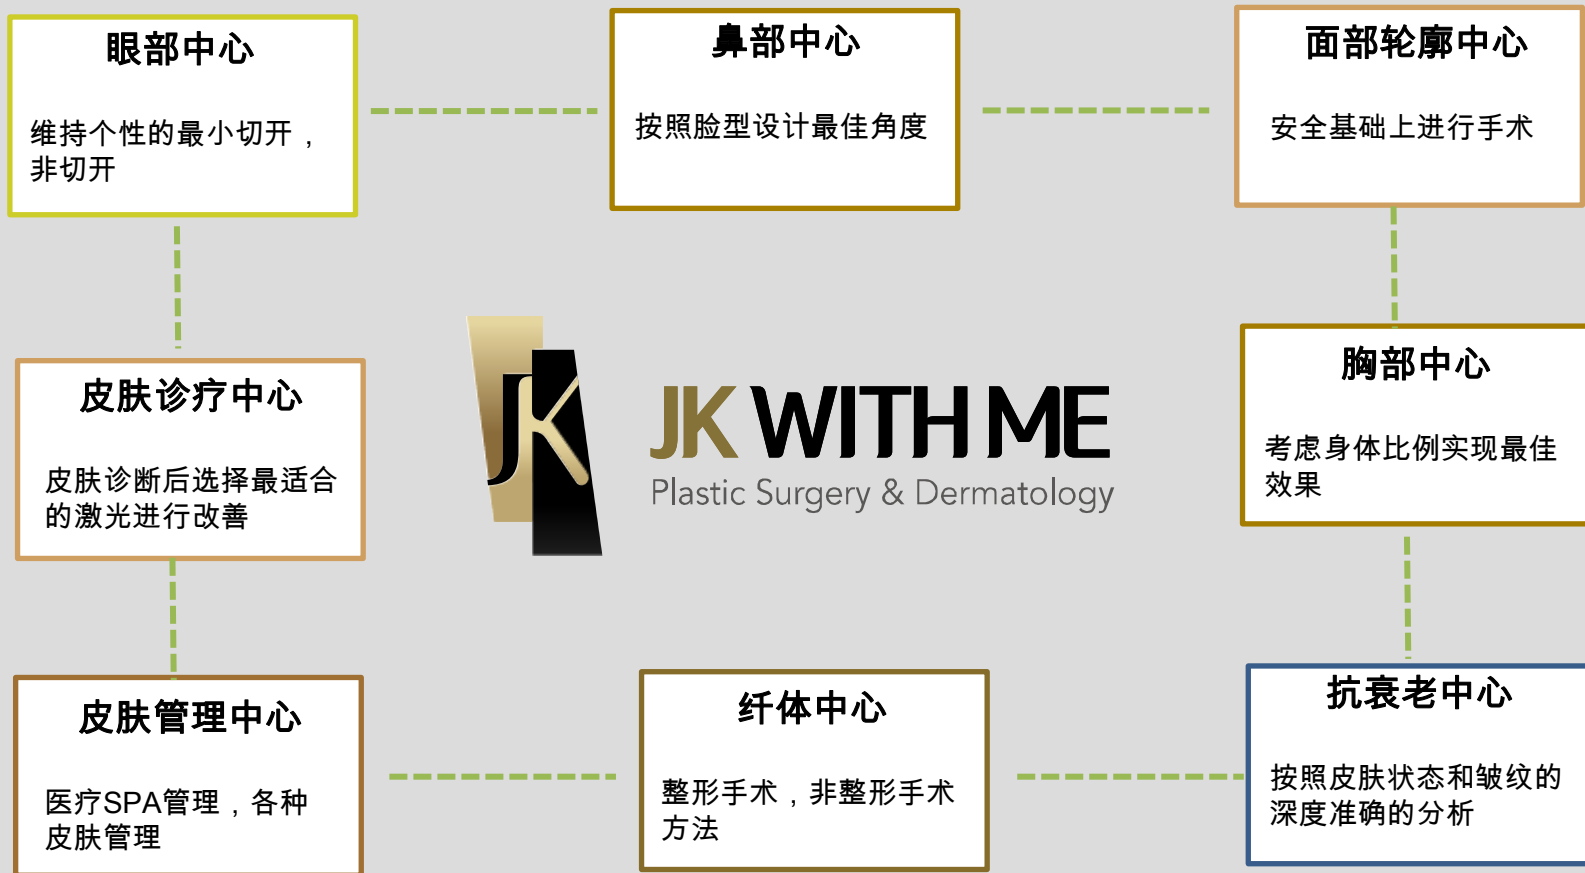 眼部中心
维持个性的最小切开，
非切开
鼻部中心
按照脸型设计最佳角度
面部轮廓中心
安全基础上进行手术
皮肤诊疗中心
皮肤诊断后选择最适合
的激光进行改善
JK
JK WITH ME
Plastic Surgery & Dermatology
胸部中心
考虑身体比例实现最佳
效果
皮肤管理中心
医疗SPA管理，各种
皮肤管理
纤体中心
整形手术，非整形手术
方法
抗衰老中心
按照皮肤状态和皱纹的
深度准确的分析